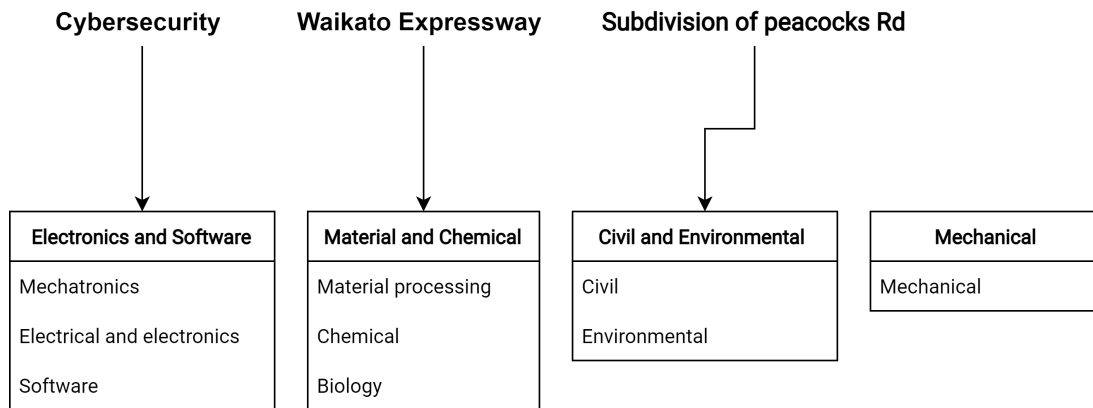 Cybersecurity
Waikato Expressway
Subdivision of peacocks Rd
Electronics and Software
Mechatronics
Electrical and electronics
Software
Material and Chemical
Material processing
Chemical
Biology
Civil and Environmental
Civil
Environmental
Mechanical
Mechanical